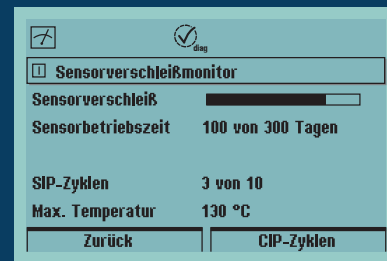 diag
Sensorverschleißmonitor
Sensorverschleiß
Sensorbetriebszeit 100 von 300 Tagen
SIP-Zyklen 3 von 10
Max. Temperatur 130 °C
Zurück CIP-Zyklen